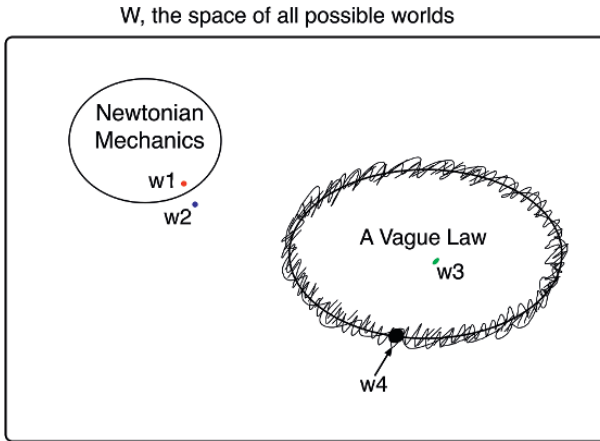 W, the space of all possible worlds
Newtonian
Mechanics
w1
w2
A Vague Law
w3
w4